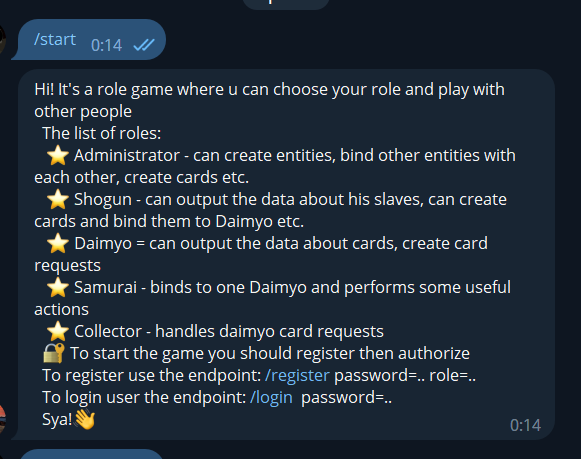 /start 0:14
Hi! It's a role game where u can choose your role and play with
other people
The list of roles:
⭐ Administrator - can create entities, bind other entities with
each other, create cards etc.
⭐ Shogun - can output the data about his slaves, can create
cards and bind them to Daimyo etc.
⭐ Daimyo = can output the data about cards, create card
requests
⭐ Samurai - binds to one Daimyo and performs some useful
actions
⭐ Collector - handles daimyo card requests
🔐 To start the game you should register then authorize
To register use the endpoint: /register password=.. role=..
To login user the endpoint: /login password=..
Sya!👋
0:14